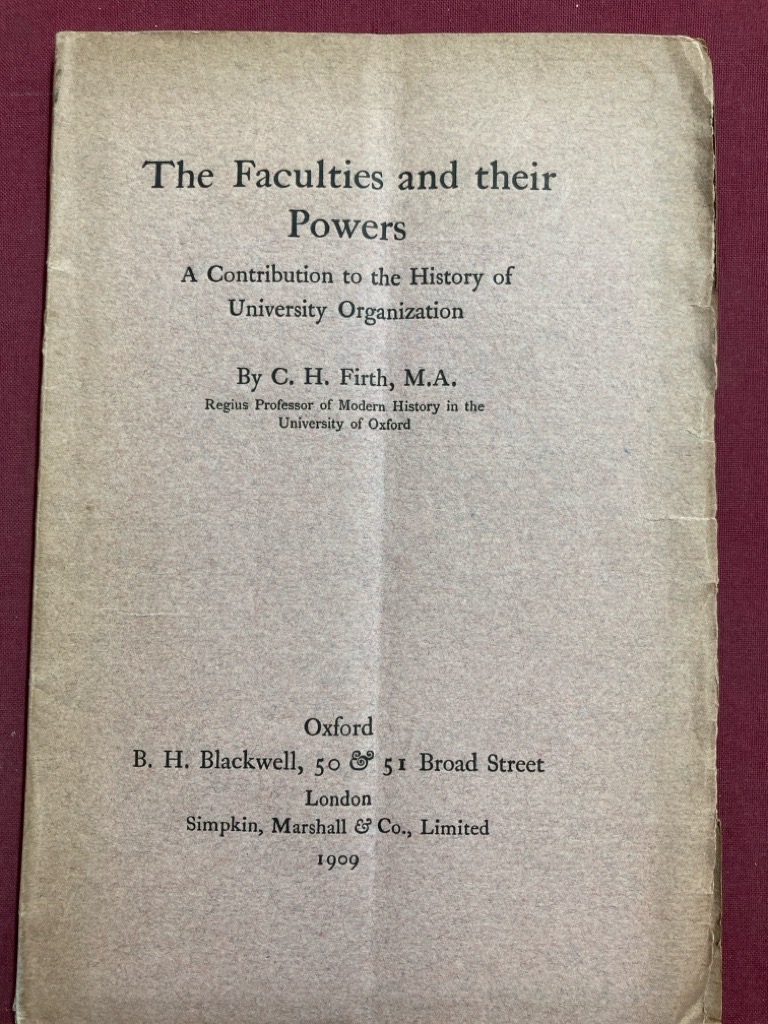 The Faculties and their
Powers
A Contribution to the History of
University Organization
By C. H. Firth, M.A.
Regius Professor of Modern History in the
University of Oxford
Oxford
B. H. Blackwell, 50 & 51 Broad Street
London
Simpkin, Marshall & Co., Limited
1909